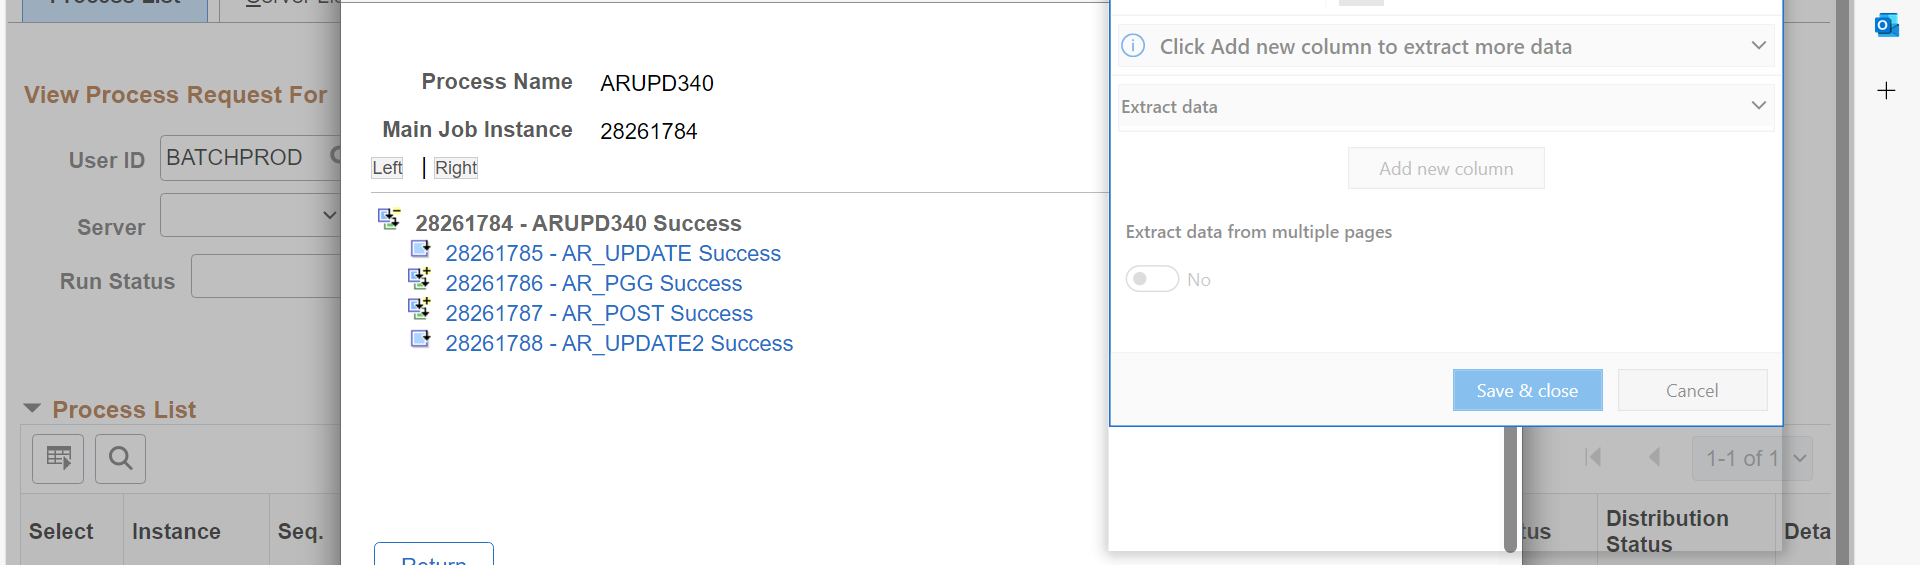 Process List
View Process Request For
User ID BATCHPROD
Server
Run Status
Process List
Select Instance Seq.
Process Name ARUPD340
Main Job Instance 28261784
Left | Right
28261784 - ARUPD340 Success
28261785 - AR_UPDATE Success
28261786 - AR_PGG Success
28261787 - AR_POST Success
28261788 - AR_UPDATE2 Success
Return
Click Add new column to extract more data
Extract data
Add new column
Extract data from multiple pages
No
Save & close Cancel
1-1 of 1
tus Distribution Status Deta